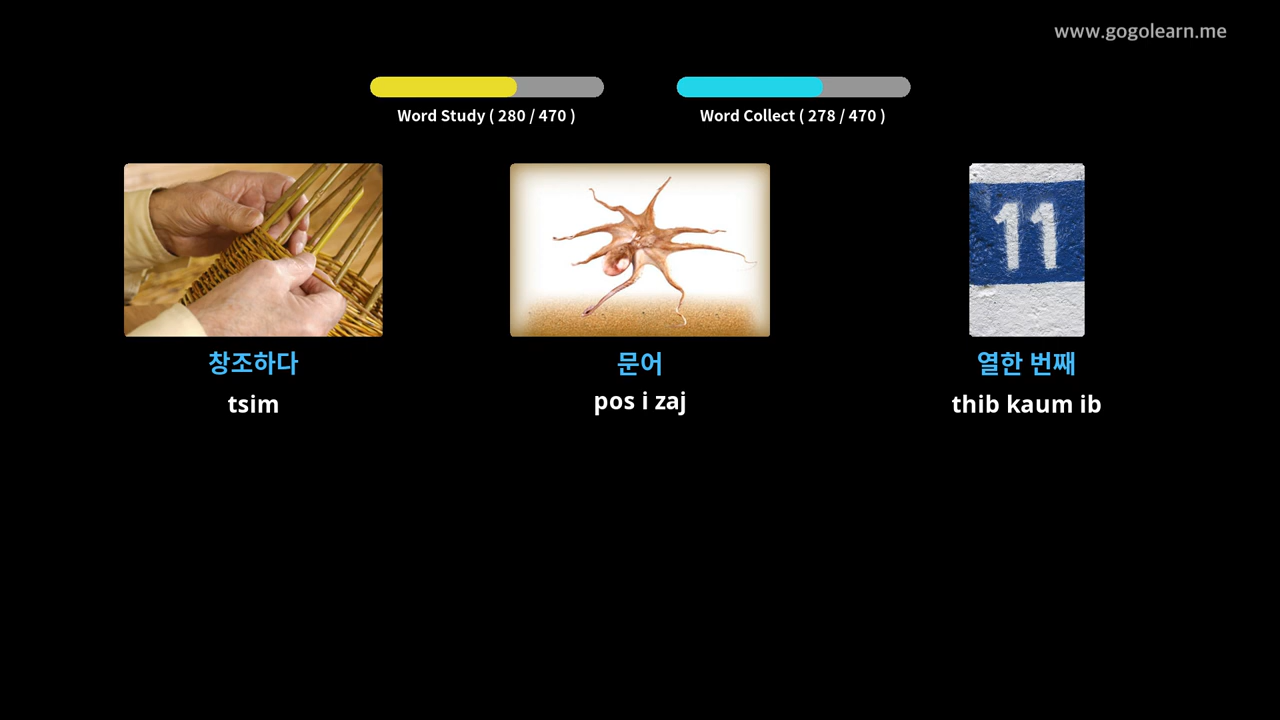 www.gogolearn.me
Word Study ( 280 / 470 )
Word Collect ( 278 / 470 )
11
창조하다
문어
열한 번째
tsim
pos i zaj
thib kaum ib